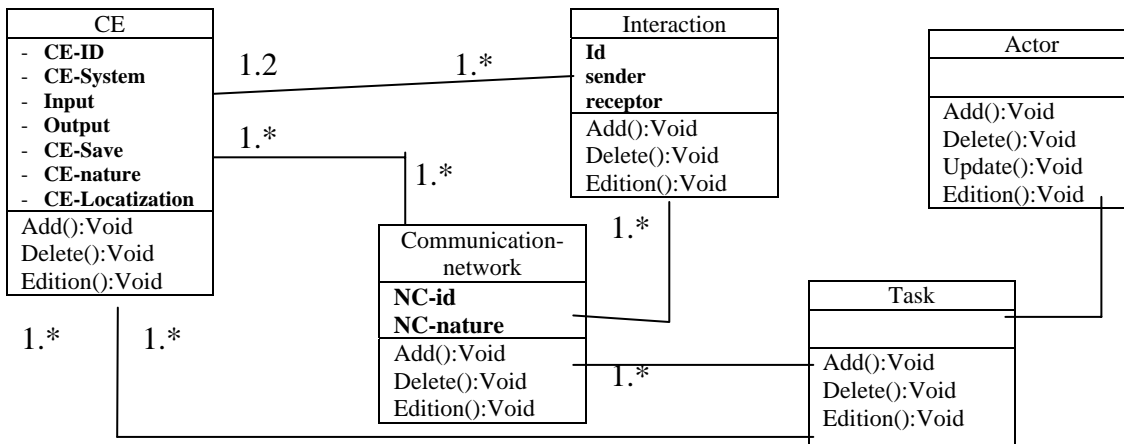 CE
- CE-ID
- CE-System
- Input
- Output
- CE-Save
- CE-nature
- CE-Locatization
Add():Void
Delete():Void
Edition():Void
1.2
1.*
1.*
1.*
Interaction
Id
sender
receptor
Add():Void
Delete():Void
Edition():Void
Actor
Add():Void
Delete():Void
Update():Void
Edition():Void
Communication-
network
NC-id
NC-nature
Add():Void
Delete():Void
Edition():Void
1.*
1.*
Task
Add():Void
Delete():Void
Edition():Void
1.*
1.*